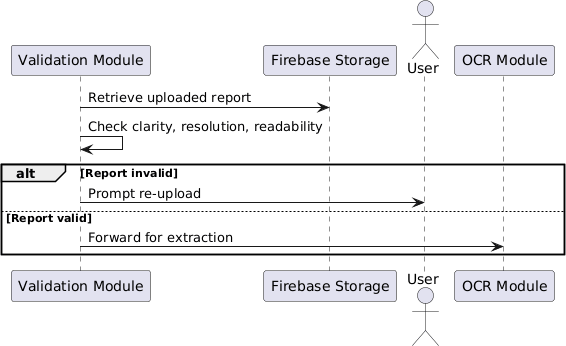 User
Validation Module
Firebase Storage
OCR Module
Retrieve uploaded report
Check clarity, resolution, readability
alt
[Report invalid]
Prompt re-upload
[Report valid]
Forward for extraction
Validation Module
Firebase Storage
User
OCR Module